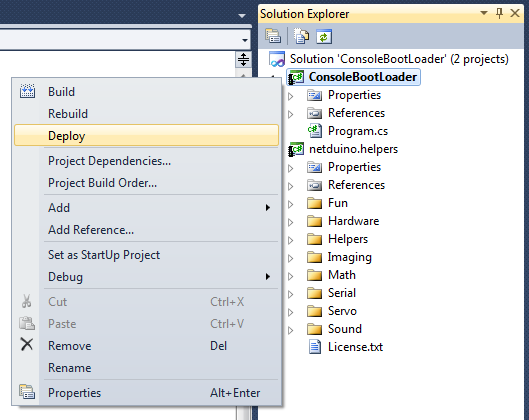 Solution Explorer
Solution 'ConsoleBootLoader' (2 projects)
ConsoleBootLoader
Properties
References
Program.cs
netduino.helpers
Properties
References
Fun
Hardware
Helpers
Imaging
Math
Serial
Servo
Sound
License.txt
Build
Rebuild
Deploy
Project Dependencies...
Project Build Order...
Add
Add Reference...
Set as StartUp Project
Debug
Cut Ctrl+X
Paste Ctrl+V
Remove Del
Rename
Properties Alt+Enter